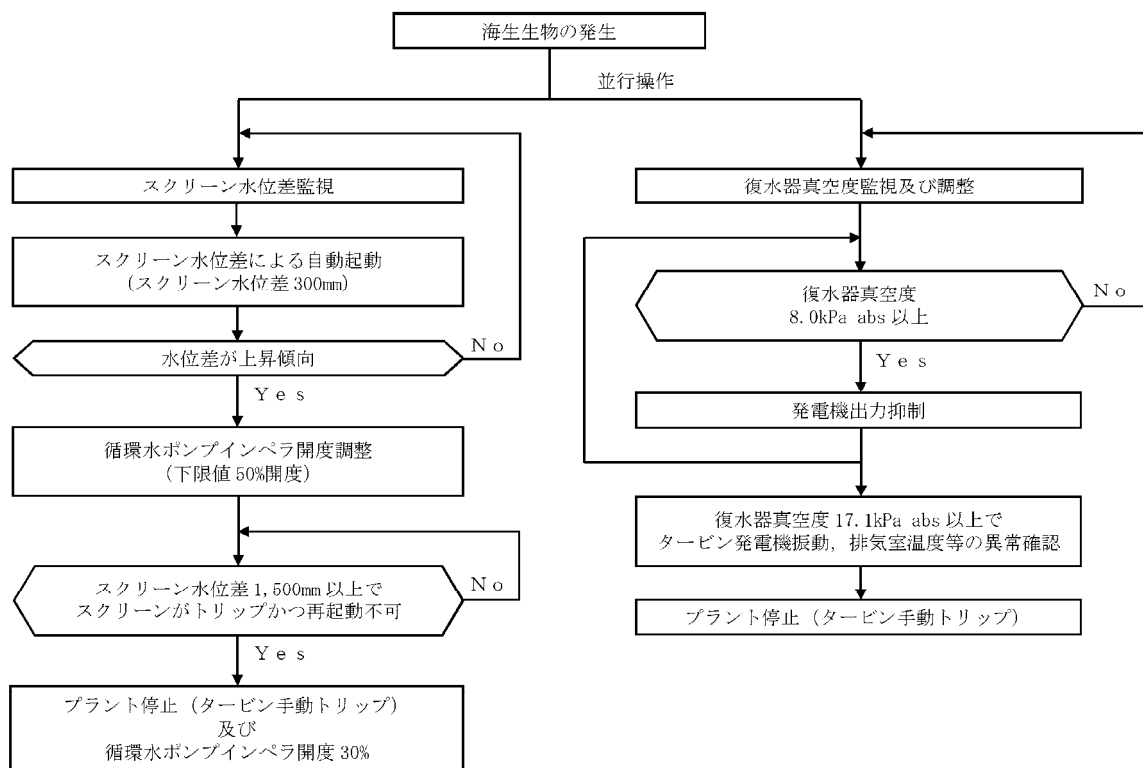 海生生物の発生
並行操作
スクリーン水位差監視
スクリーン水位差による自動起動
(スクリーン水位差 300mm)
水位差が上昇傾向
No
Yes
循環水ポンプインペラ開度調整
(下限値 50%開度)
スクリーン水位差 1,500mm 以上で
スクリーンがトリップかつ再起動不可
No
Yes
プラント停止 (タービン手動トリップ)
及び
循環水ポンプインペラ開度 30%
復水器真空度監視及び調整
復水器真空度
8.0kPa abs 以上
No
Yes
発電機出力抑制
復水器真空度 17.1kPa abs 以上で
タービン発電機振動，排気室温度等の異常確認
プラント停止 (タービン手動トリップ)